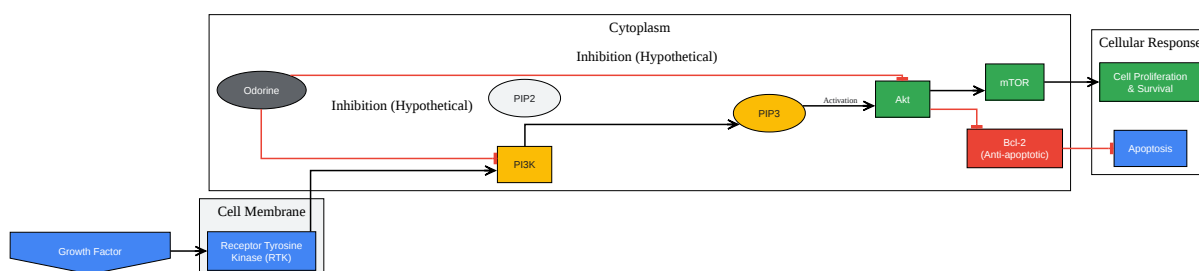 Cytoplasm
Cellular Response
Inhibition (Hypothetical)
Odorine
Inhibition (Hypothetical)
PIP2
PIP3
Activation
Akt
mTOR
Cell Proliferation
& Survival
PI3K
Bcl-2
(Anti-apoptotic)
Apoptosis
Cell Membrane
Growth Factor
Receptor Tyrosine
Kinase (RTK)